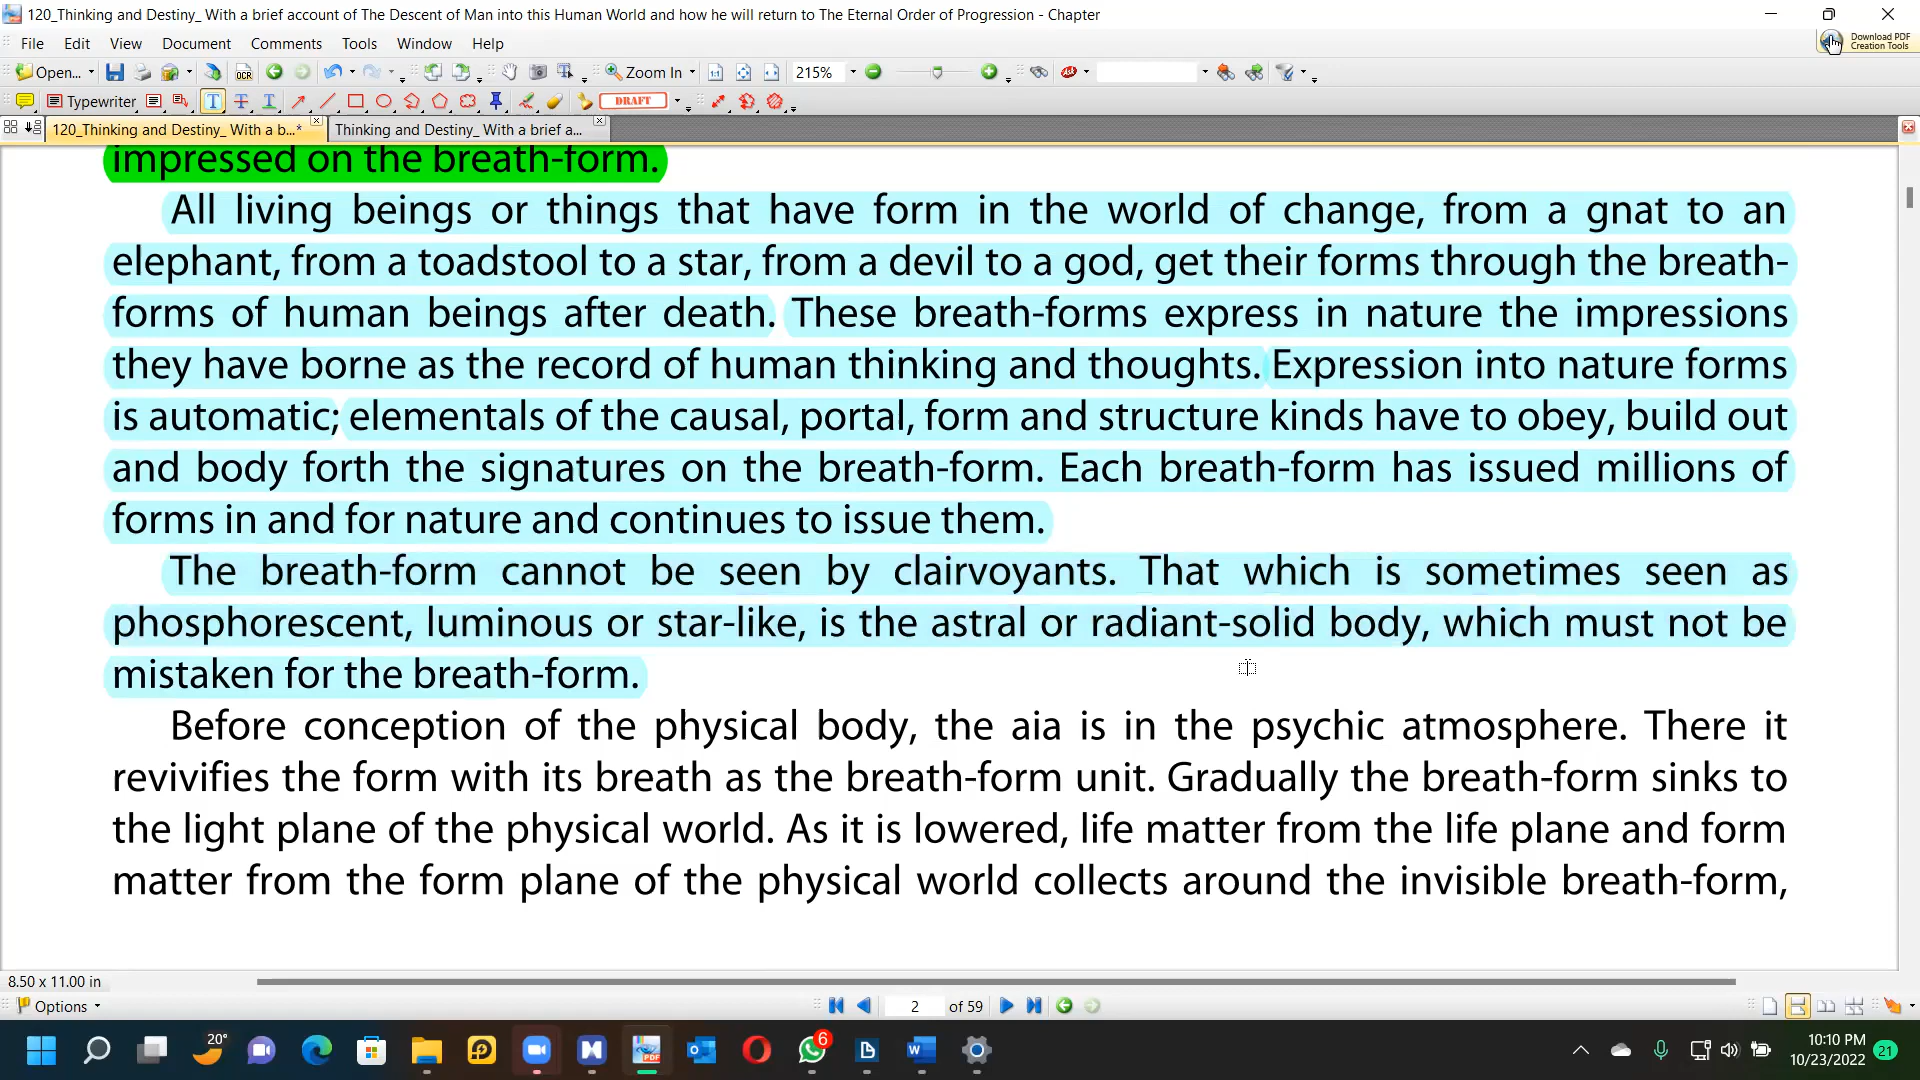 120_Thinking and Destiny_ With a brief account of The Descent of Man into this Human World and how he will return to The Eternal Order of Progression - Chapter
File Edit View Document Comments Tools Window Help
Download PDF
Creation Tools
Open... OCR Zoom In 215%
Typewriter DRAFT
120_Thinking and Destiny_ With a b...* Thinking and Destiny_ With a brief a...
impressed on the breath-form.
All living beings or things that have form in the world of change, from a gnat to an
elephant, from a toadstool to a star, from a devil to a god, get their forms through the breath-
forms of human beings after death. These breath-forms express in nature the impressions
they have borne as the record of human thinking and thoughts. Expression into nature forms
is automatic; elementals of the causal, portal, form and structure kinds have to obey, build out
and body forth the signatures on the breath-form. Each breath-form has issued millions of
forms in and for nature and continues to issue them.
The breath-form cannot be seen by clairvoyants. That which is sometimes seen as
phosphorescent, luminous or star-like, is the astral or radiant-solid body, which must not be
mistaken for the breath-form.
Before conception of the physical body, the aia is in the psychic atmosphere. There it
revivifies the form with its breath as the breath-form unit. Gradually the breath-form sinks to
the light plane of the physical world. As it is lowered, life matter from the life plane and form
matter from the form plane of the physical world collects around the invisible breath-form,
8.50 x 11.00 in
Options 2 of 59
20° 6 10:10 PM
10/23/2022 21